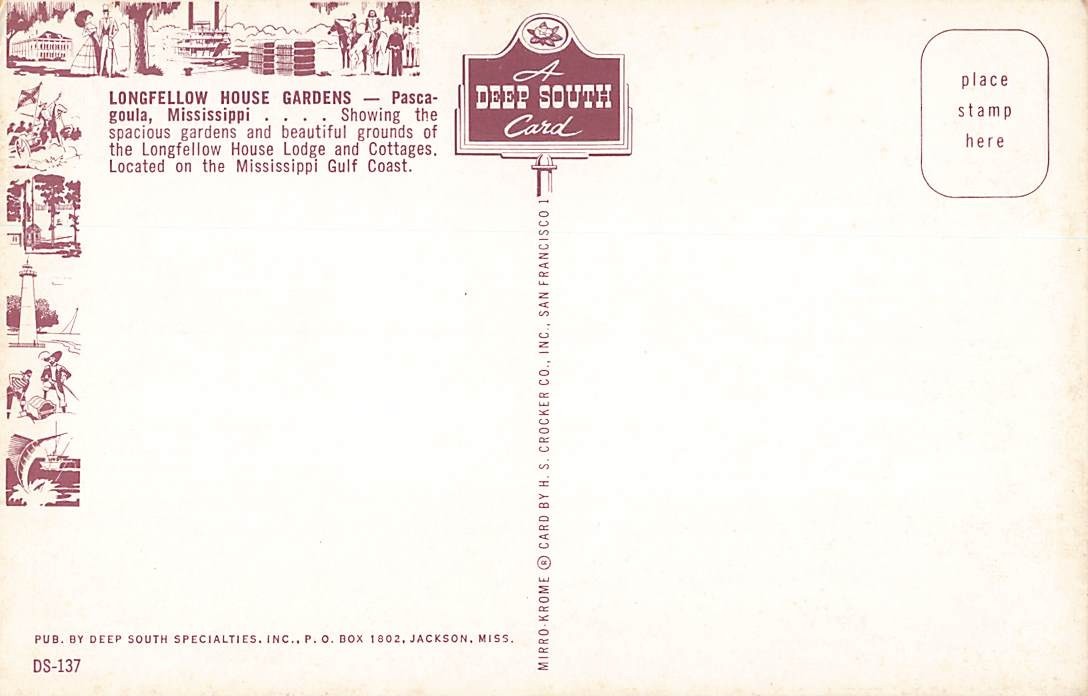 LONGFELLOW HOUSE GARDENS — Pasca-
goula, Mississippi . . . . Showing the
spacious gardens and beautiful grounds of
the Longfellow House Lodge and Cottages.
Located on the Mississippi Gulf Coast.
A
DEEP SOUTH
Card
place
stamp
here
MIRRO-KROME ® CARD BY H. S. CROCKER CO., INC., SAN FRANCISCO 1
PUB. BY DEEP SOUTH SPECIALTIES, INC., P. O. BOX 1802, JACKSON, MISS.
DS-137